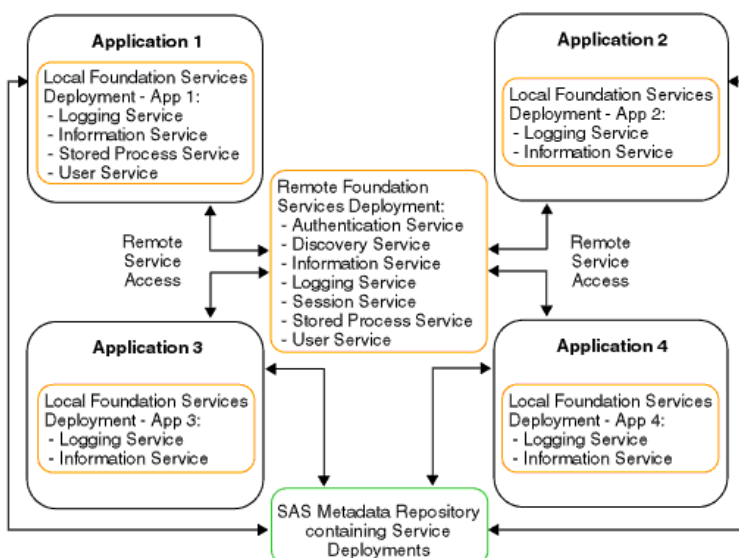 Application 1
Local Foundation Services
Deployment - App 1:
- Logging Service
- Information Service
- Stored Process Service
- User Service
Application 2
Local Foundation Services
Deployment - App 2:
- Logging Service
- Information Service
Remote Foundation
Services Deployment:
- Authentication Service
- Discovery Service
- Information Service
- Logging Service
- Session Service
- Stored Process Service
- User Service
Remote
Service
Access
Remote
Service
Access
Application 3
Local Foundation Services
Deployment - App 3:
- Logging Service
- Information Service
Application 4
Local Foundation Services
Deployment - App 4:
- Logging Service
- Information Service
SAS Metadata Repository
containing Service
Deployments